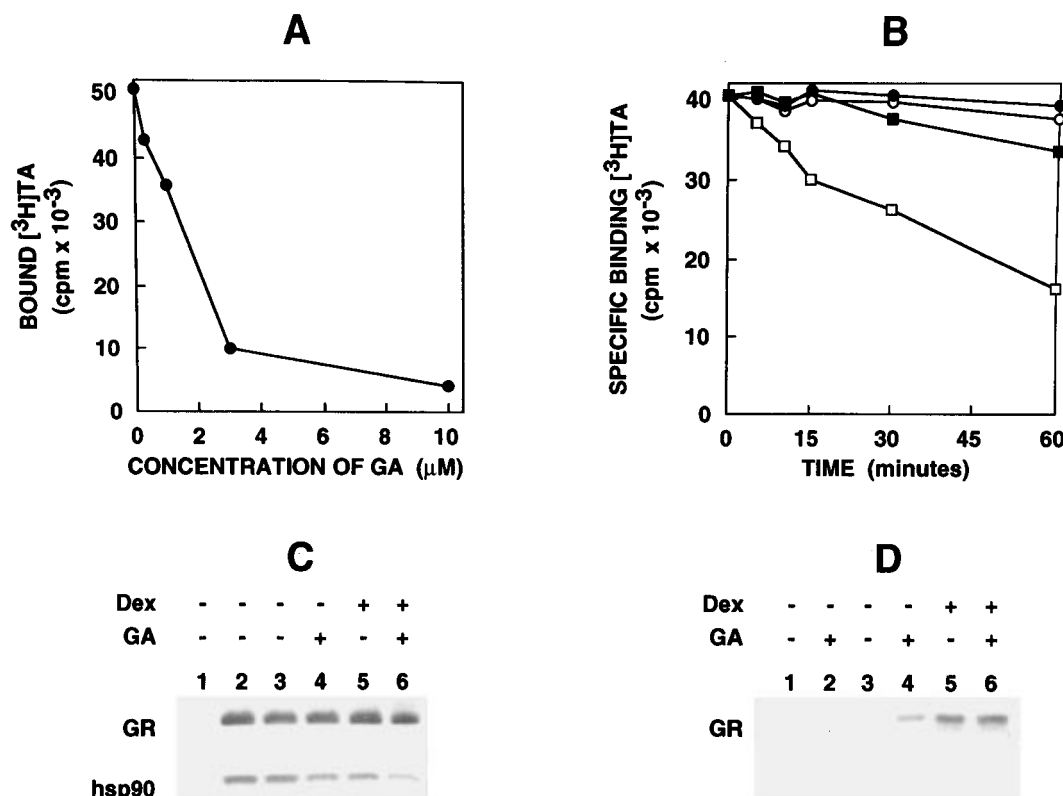 A
BOUND [³H]TA
(cpm x 10⁻³)
50
40
30
20
10
0
0 2 4 6 8 10
CONCENTRATION OF GA (μM)
B
SPECIFIC BINDING [³H]TA
(cpm x 10⁻³)
40
30
20
10
0
0 15 30 45 60
TIME (minutes)
C
Dex - - - - + +
GA - - - + - +
1 2 3 4 5 6
GR
hsp90
D
Dex - - - - + +
GA - + - + - +
1 2 3 4 5 6
GR